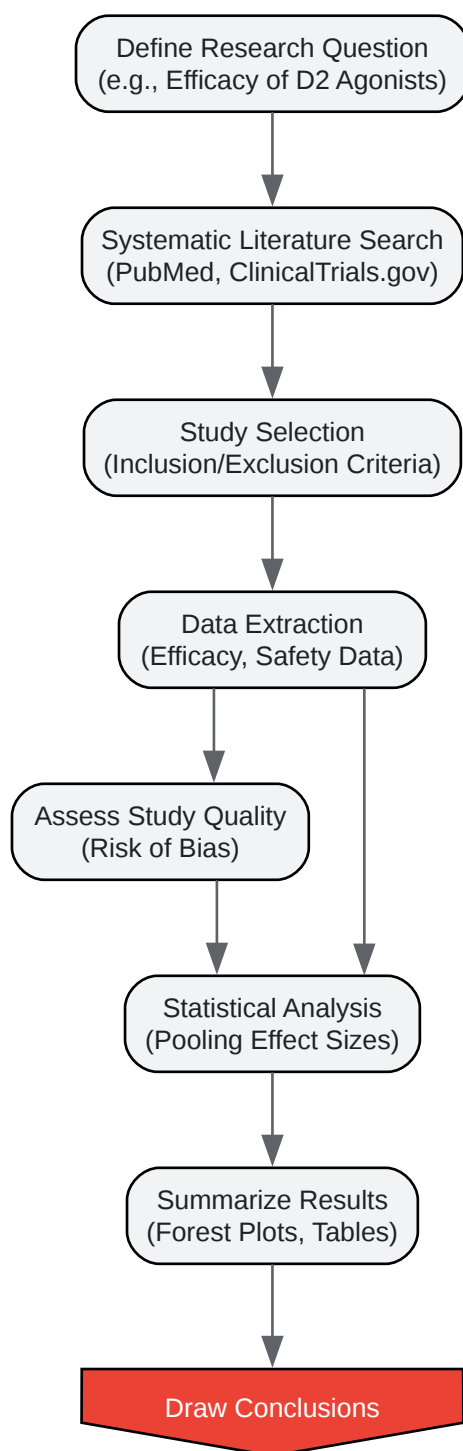 Define Research Question
(e.g., Efficacy of D2 Agonists)
Systematic Literature Search
(PubMed, ClinicalTrials.gov)
Study Selection
(Inclusion/Exclusion Criteria)
Data Extraction
(Efficacy, Safety Data)
Assess Study Quality
(Risk of Bias)
Statistical Analysis
(Pooling Effect Sizes)
Summarize Results
(Forest Plots, Tables)
Draw Conclusions